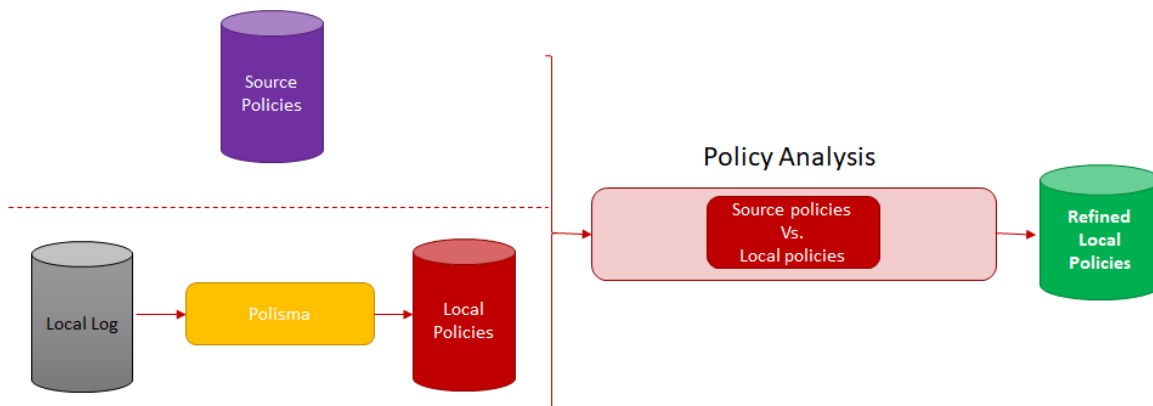 Source
Policies
Policy Analysis
Source policies
Vs.
Local policies
Refined
Local
Policies
Local Log
Polisma
Local
Policies